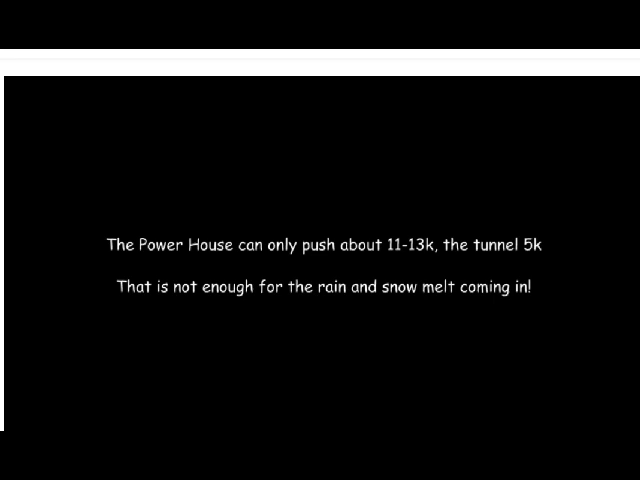 The Power House can only push about 11-13k, the tunnel 5k
That is not enough for the rain and snow melt coming in!